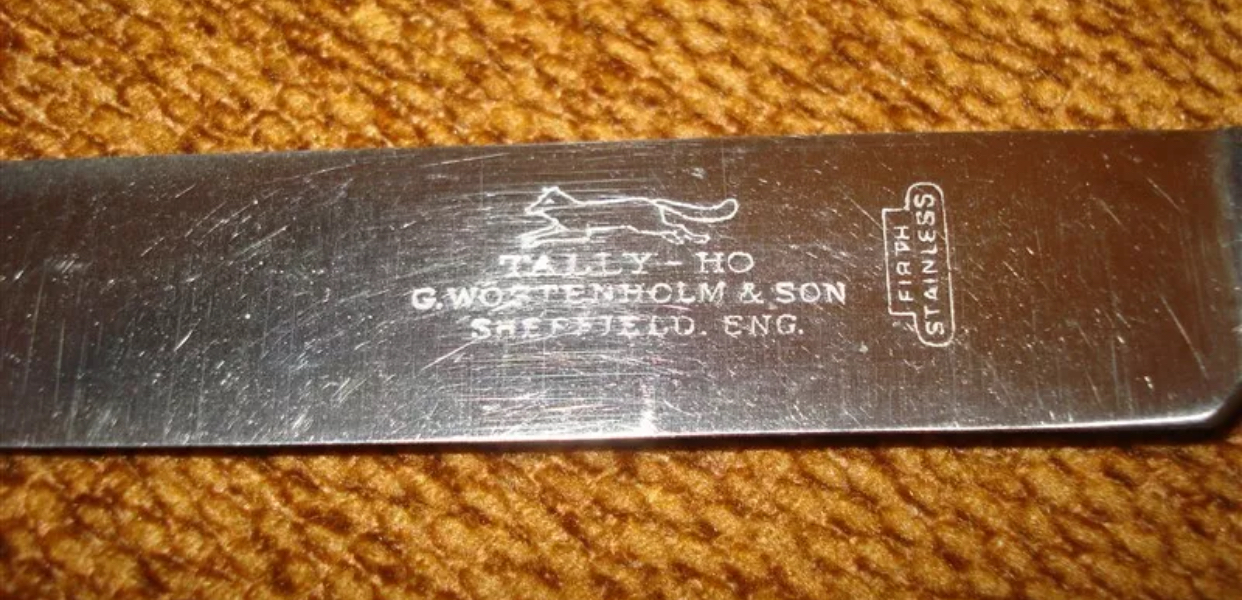 TALLY-HO
G. WOSTENHOLM & SON
SHEFFIELD. ENG.
FIRTH
STAINLESS